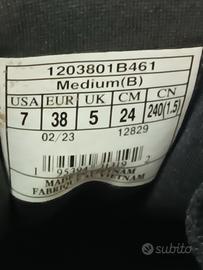 1203801B461
Medium(B)
USA EUR UK CM CN
7 38 5 24 240(1.5)
02/23 12829
MADE IN VIETNAM
FABRIQUÉ AU VIETNAM
subito